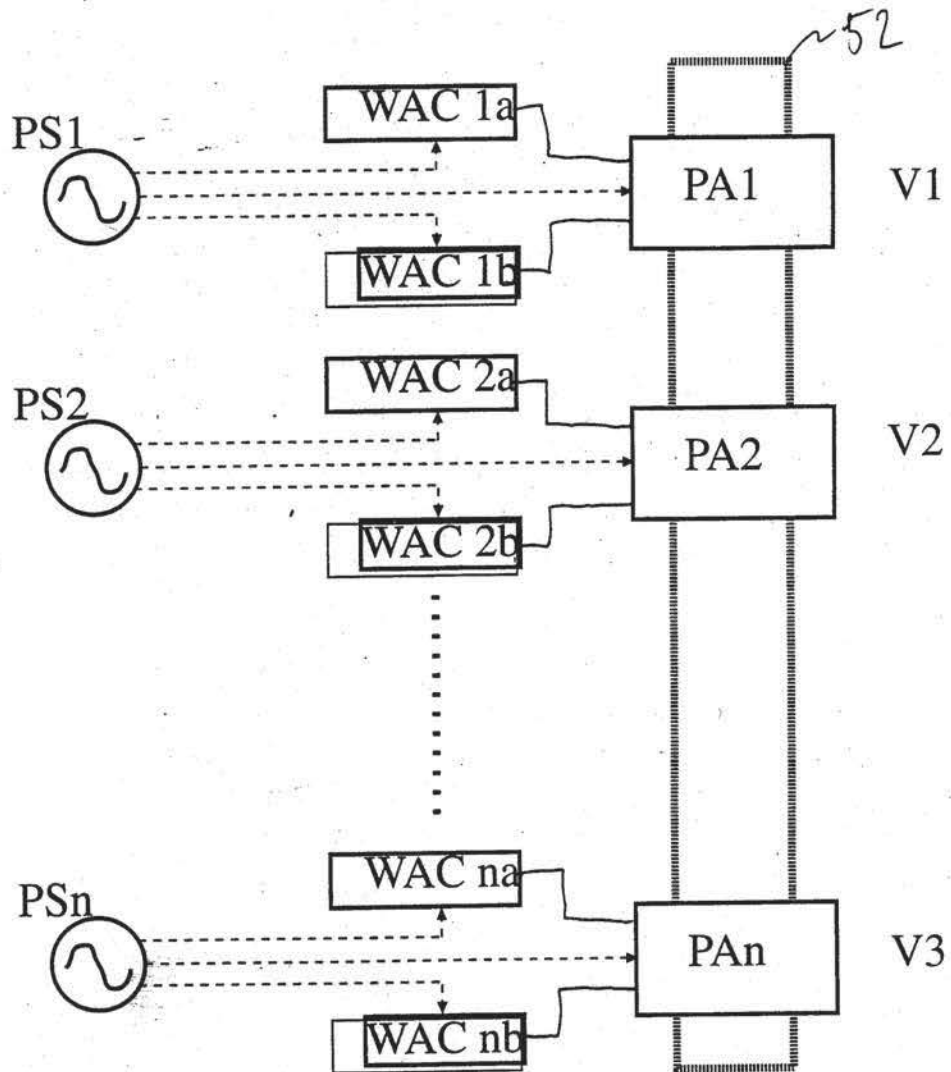 52
WAC 1a
PS1
PA1
V1
WAC 1b
WAC 2a
PS2
PA2
V2
WAC 2b
WAC na
PSn
PAn
V3
WAC nb